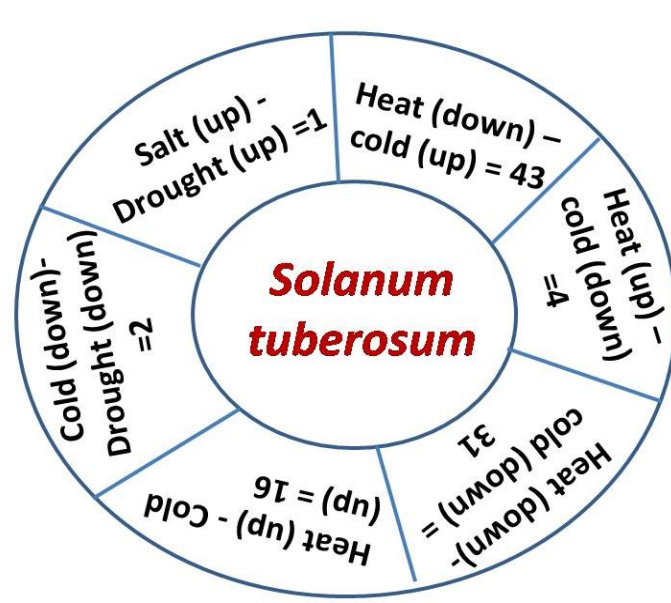 Salt (up) -
Drought (up) =1
Heat (down) –
cold (up) = 43
Heat (up) –
cold (down)
=4
Heat (down)-
cold (down) =
31
Heat (up) - Cold
(up) = 16
Cold (down)-
Drought (down)
=2
Solanum
tuberosum